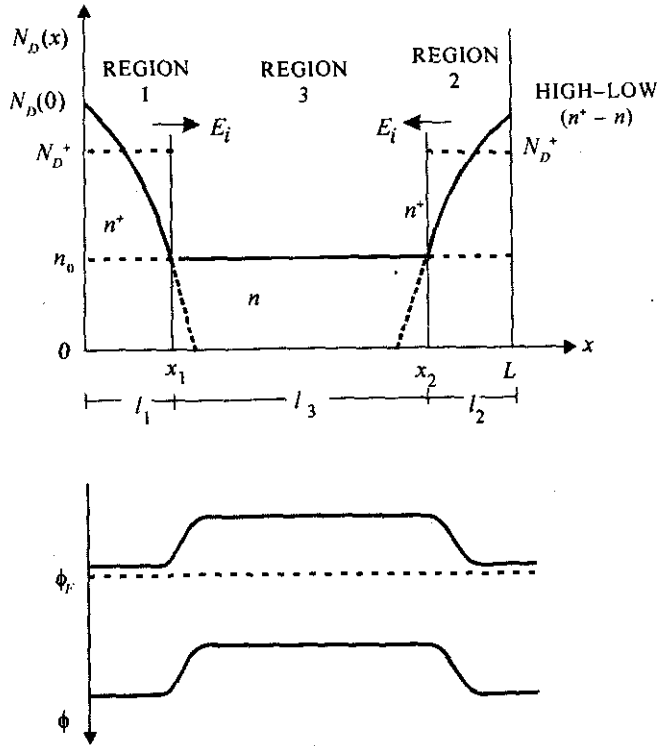 N_D(x)
REGION 1
REGION 3
REGION 2
N_D(0)
E_i
E_i
HIGH–LOW
(n⁺ – n)
N_D⁺
N_D⁺
n⁺
n⁺
n₀
n
0
x₁
x₂
L
x
l₁
l₃
l₂
ϕ_F
ϕ